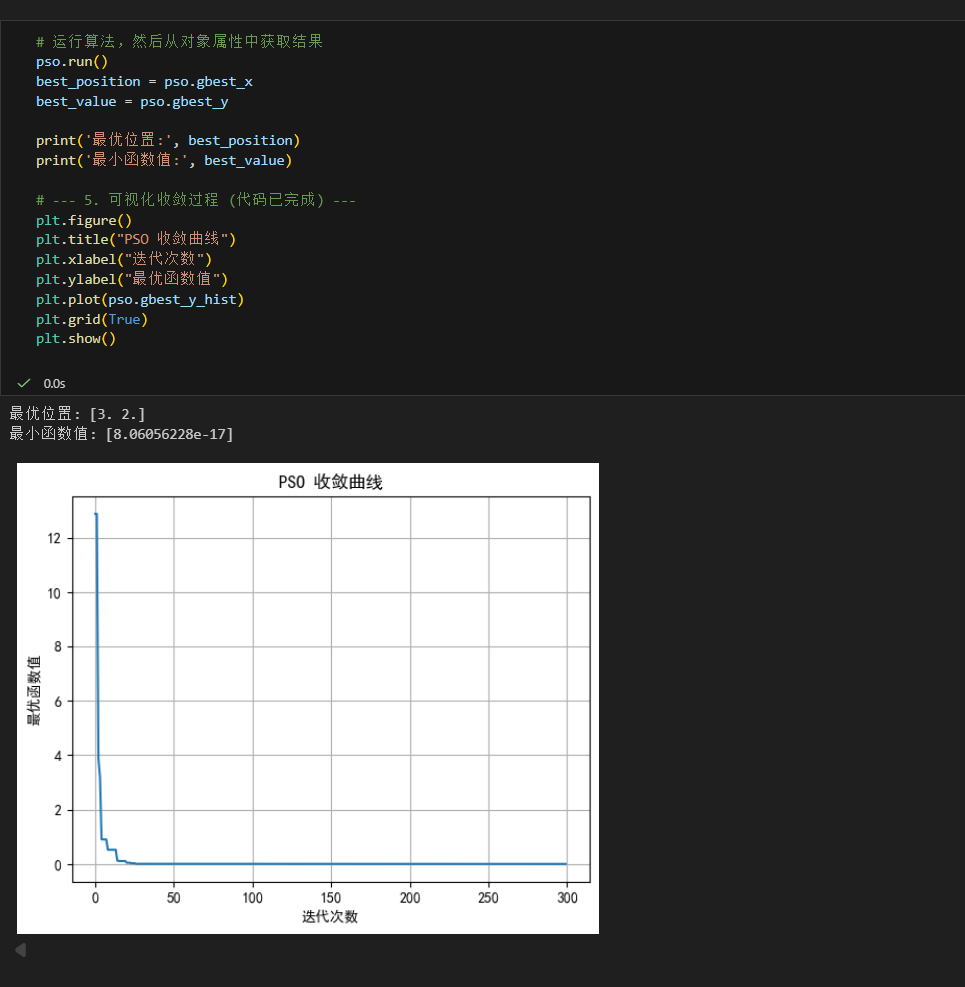 # 运行算法，然后从对象属性中获取结果
pso.run()
best_position = pso.gbest_x
best_value = pso.gbest_y
print('最优位置:', best_position)
print('最小函数值:', best_value)
# --- 5. 可视化收敛过程 (代码已完成) ---
plt.figure()
plt.title("PSO 收敛曲线")
plt.xlabel("迭代次数")
plt.ylabel("最优函数值")
plt.plot(pso.gbest_y_hist)
plt.grid(True)
plt.show()
0.0s
最优位置: [3. 2.]
最小函数值: [8.06056228e-17]
PSO 收敛曲线
最优函数值
12
10
8
6
4
2
0
0 50 100 150 200 250 300
迭代次数